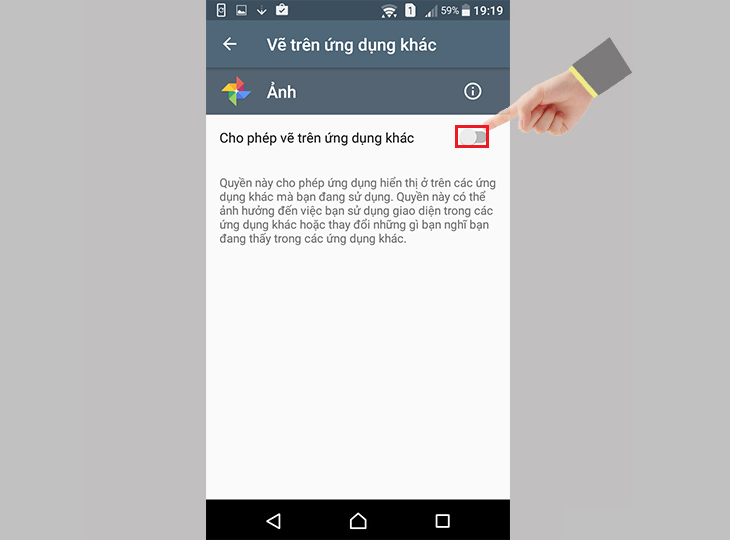 1 59% 19:19
Vẽ trên ứng dụng khác
Ảnh
Cho phép vẽ trên ứng dụng khác
Quyền này cho phép ứng dụng hiển thị ở trên các ứng
dụng khác mà bạn đang sử dụng. Quyền này có thể
ảnh hưởng đến việc bạn sử dụng giao diện trong các
ứng dụng khác hoặc thay đổi những gì bạn nghĩ bạn
đang thấy trong các ứng dụng khác.